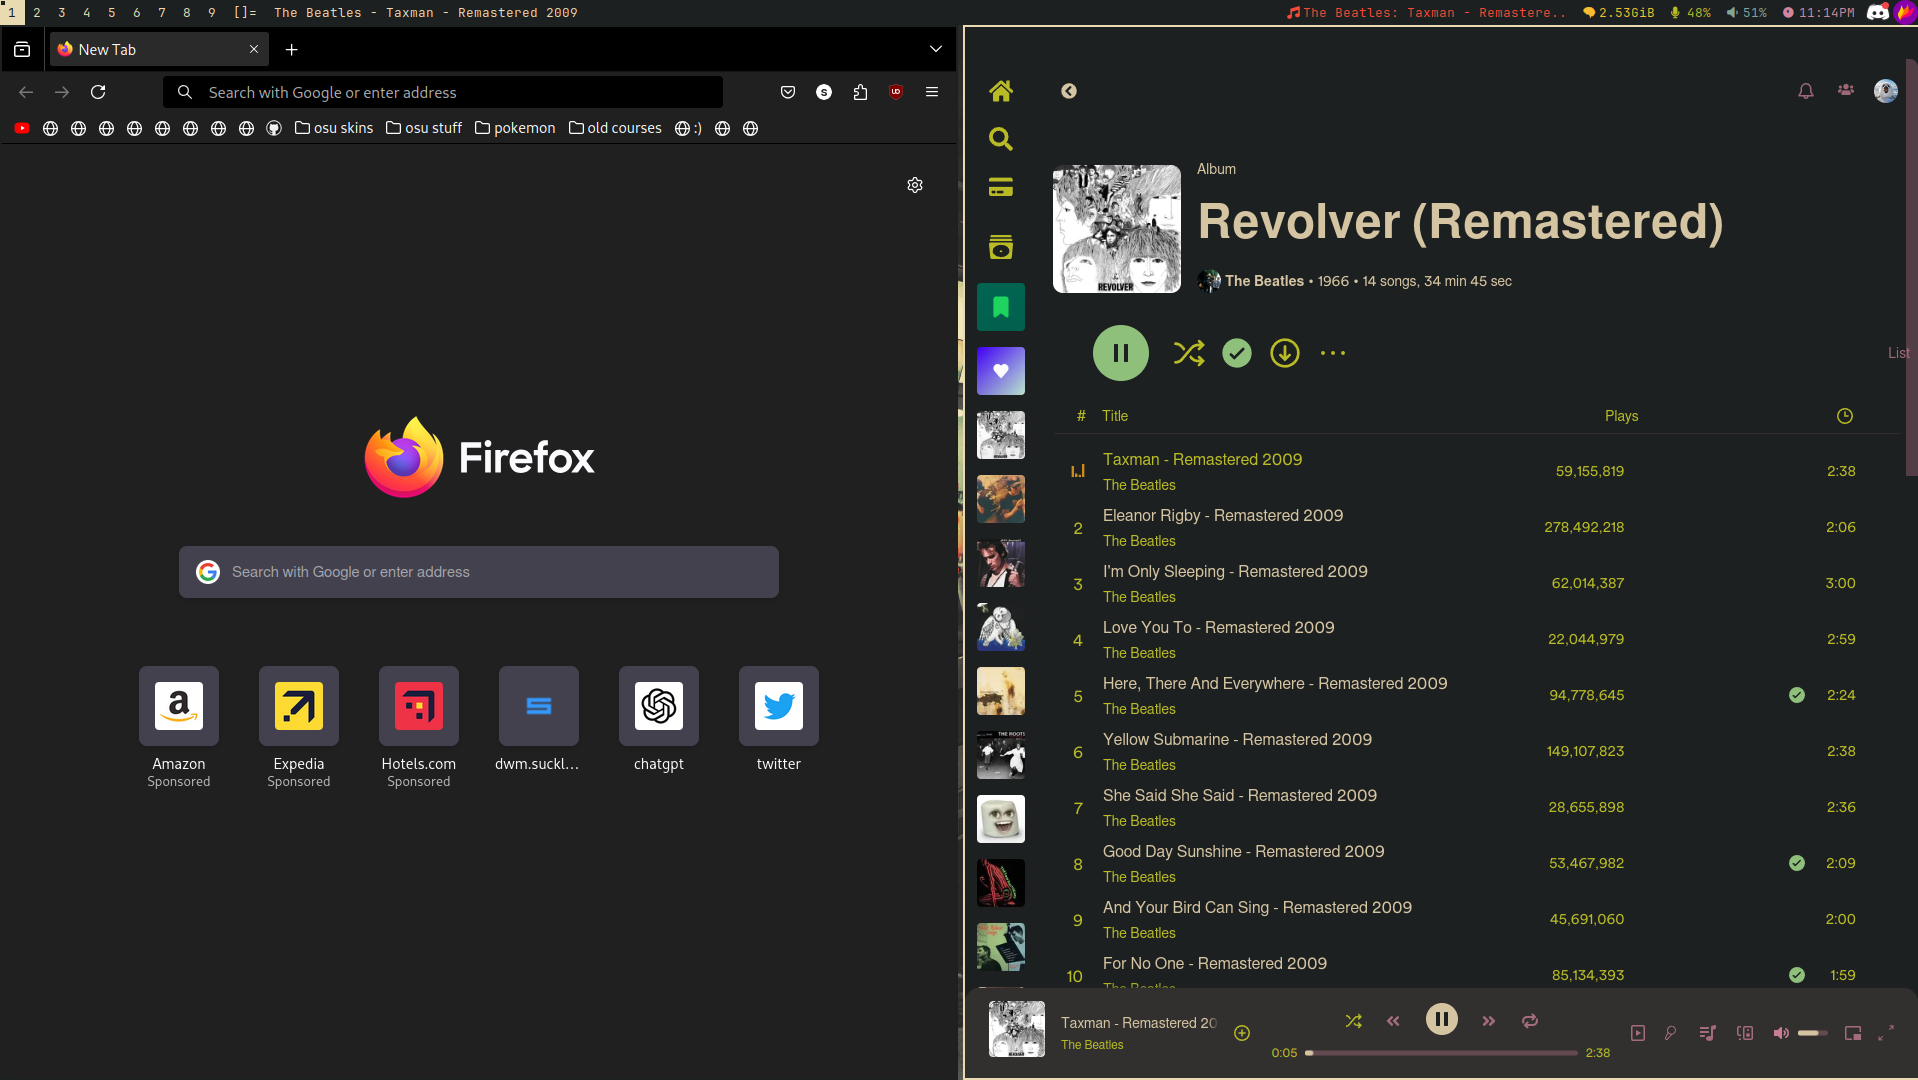 1 2 3 4 5 6 7 8 9 []= The Beatles - Taxman - Remastered 2009
The Beatles: Taxman - Remastere.. 2.53GiB 48% 51% 11:14PM
New Tab
Search with Google or enter address
osu skins osu stuff pokemon old courses :)
Firefox
Search with Google or enter address
Amazon
Sponsored
Expedia
Sponsored
Hotels.com
Sponsored
dwm.suckl...
chatgpt
twitter
Album
Revolver (Remastered)
The Beatles • 1966 • 14 songs, 34 min 45 sec
REVOLVER
List
# Title Plays
Taxman - Remastered 2009
The Beatles
59,155,819 2:38
2 Eleanor Rigby - Remastered 2009
The Beatles
278,492,218 2:06
3 I'm Only Sleeping - Remastered 2009
The Beatles
62,014,387 3:00
4 Love You To - Remastered 2009
The Beatles
22,044,979 2:59
5 Here, There And Everywhere - Remastered 2009
The Beatles
94,778,645 2:24
6 Yellow Submarine - Remastered 2009
The Beatles
149,107,823 2:38
7 She Said She Said - Remastered 2009
The Beatles
28,655,898 2:36
8 Good Day Sunshine - Remastered 2009
The Beatles
53,467,982 2:09
9 And Your Bird Can Sing - Remastered 2009
The Beatles
45,691,060 2:00
10 For No One - Remastered 2009
The Beatles
85,134,393 1:59
THE ROOTS
Taxman - Remastered 20
The Beatles
0:05 2:38